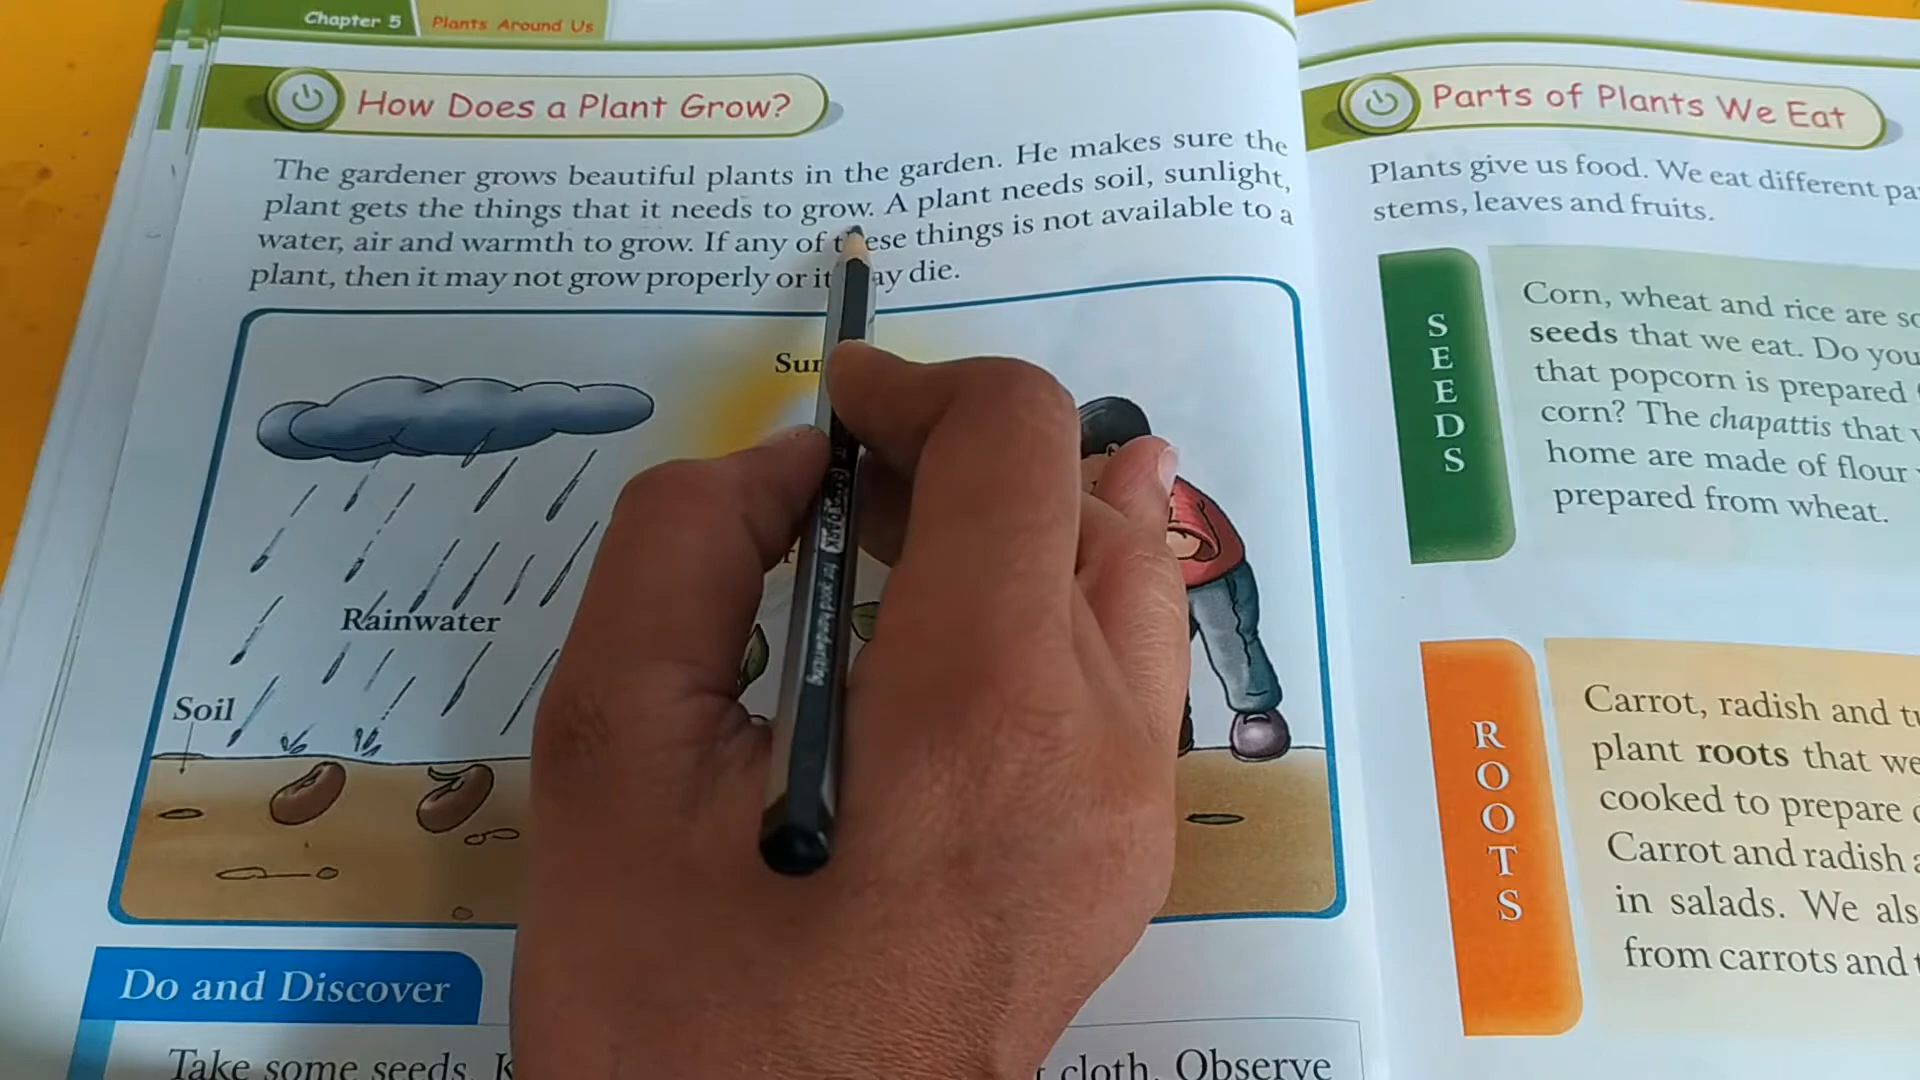 Chapter 5 Plants Around Us
How Does a Plant Grow?
The gardener grows beautiful plants in the garden. He makes sure the
plant gets the things that it needs to grow. A plant needs soil, sunlight,
water, air and warmth to grow. If any of these things is not available to a
plant, then it may not grow properly or it may die.
Rainwater
Soil
Do and Discover
Take some seeds.
cloth. Observe
for good handwriting
Parts of Plants We Eat
Plants give us food. We eat different
stems, leaves and fruits.
SEEDS
Corn, wheat and rice are
seeds that we eat. Do you
that popcorn is prepared
corn? The chapattis that
home are made of flour
prepared from wheat.
ROOTS
Carrot, radish and
plant roots that we
cooked to prepare
Carrot and radish
in salads. We
from carrots and